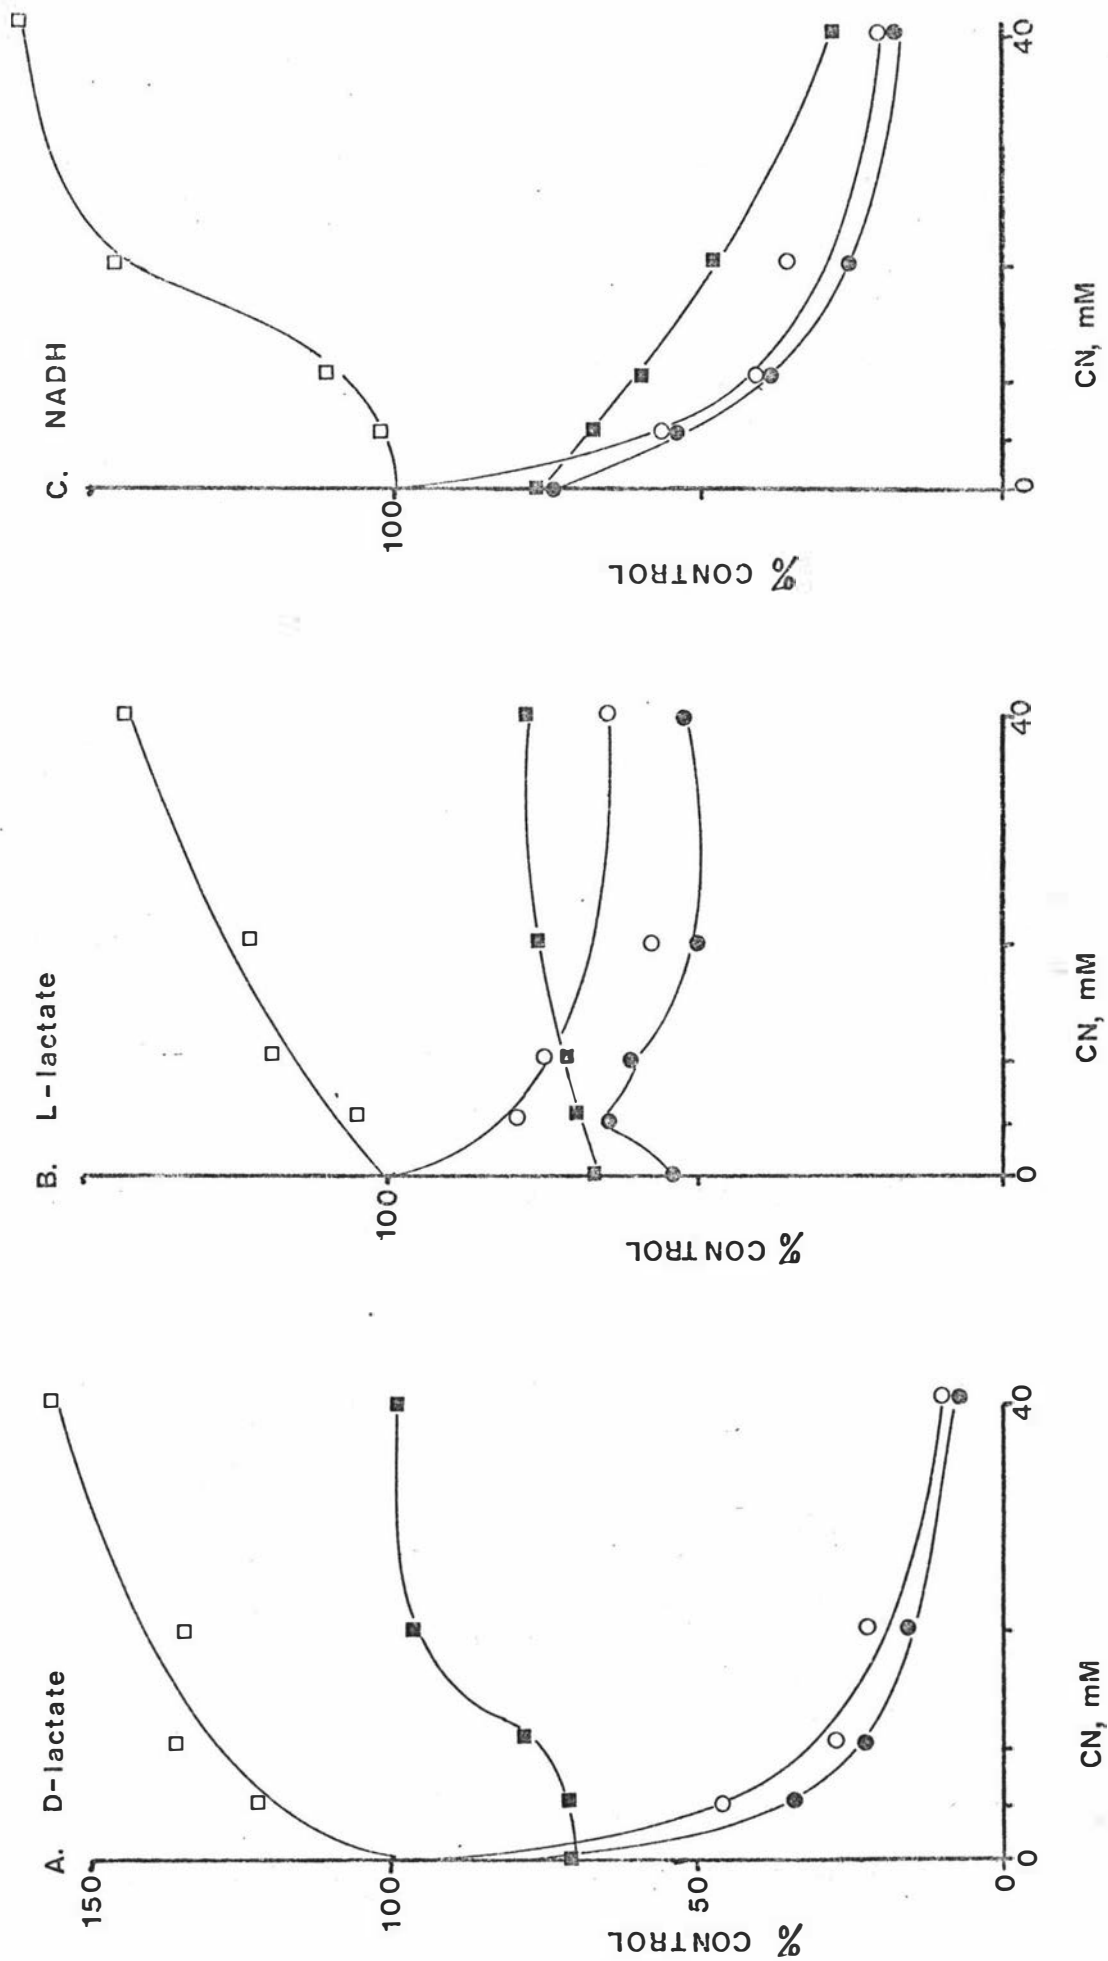 A. D-lactate
150
100
50
0
% CONTROL
0
40
CN, mM
B. L-lactate
100
% CONTROL
0
40
CN, mM
C. NADH
100
% CONTROL
0
40
CN, mM